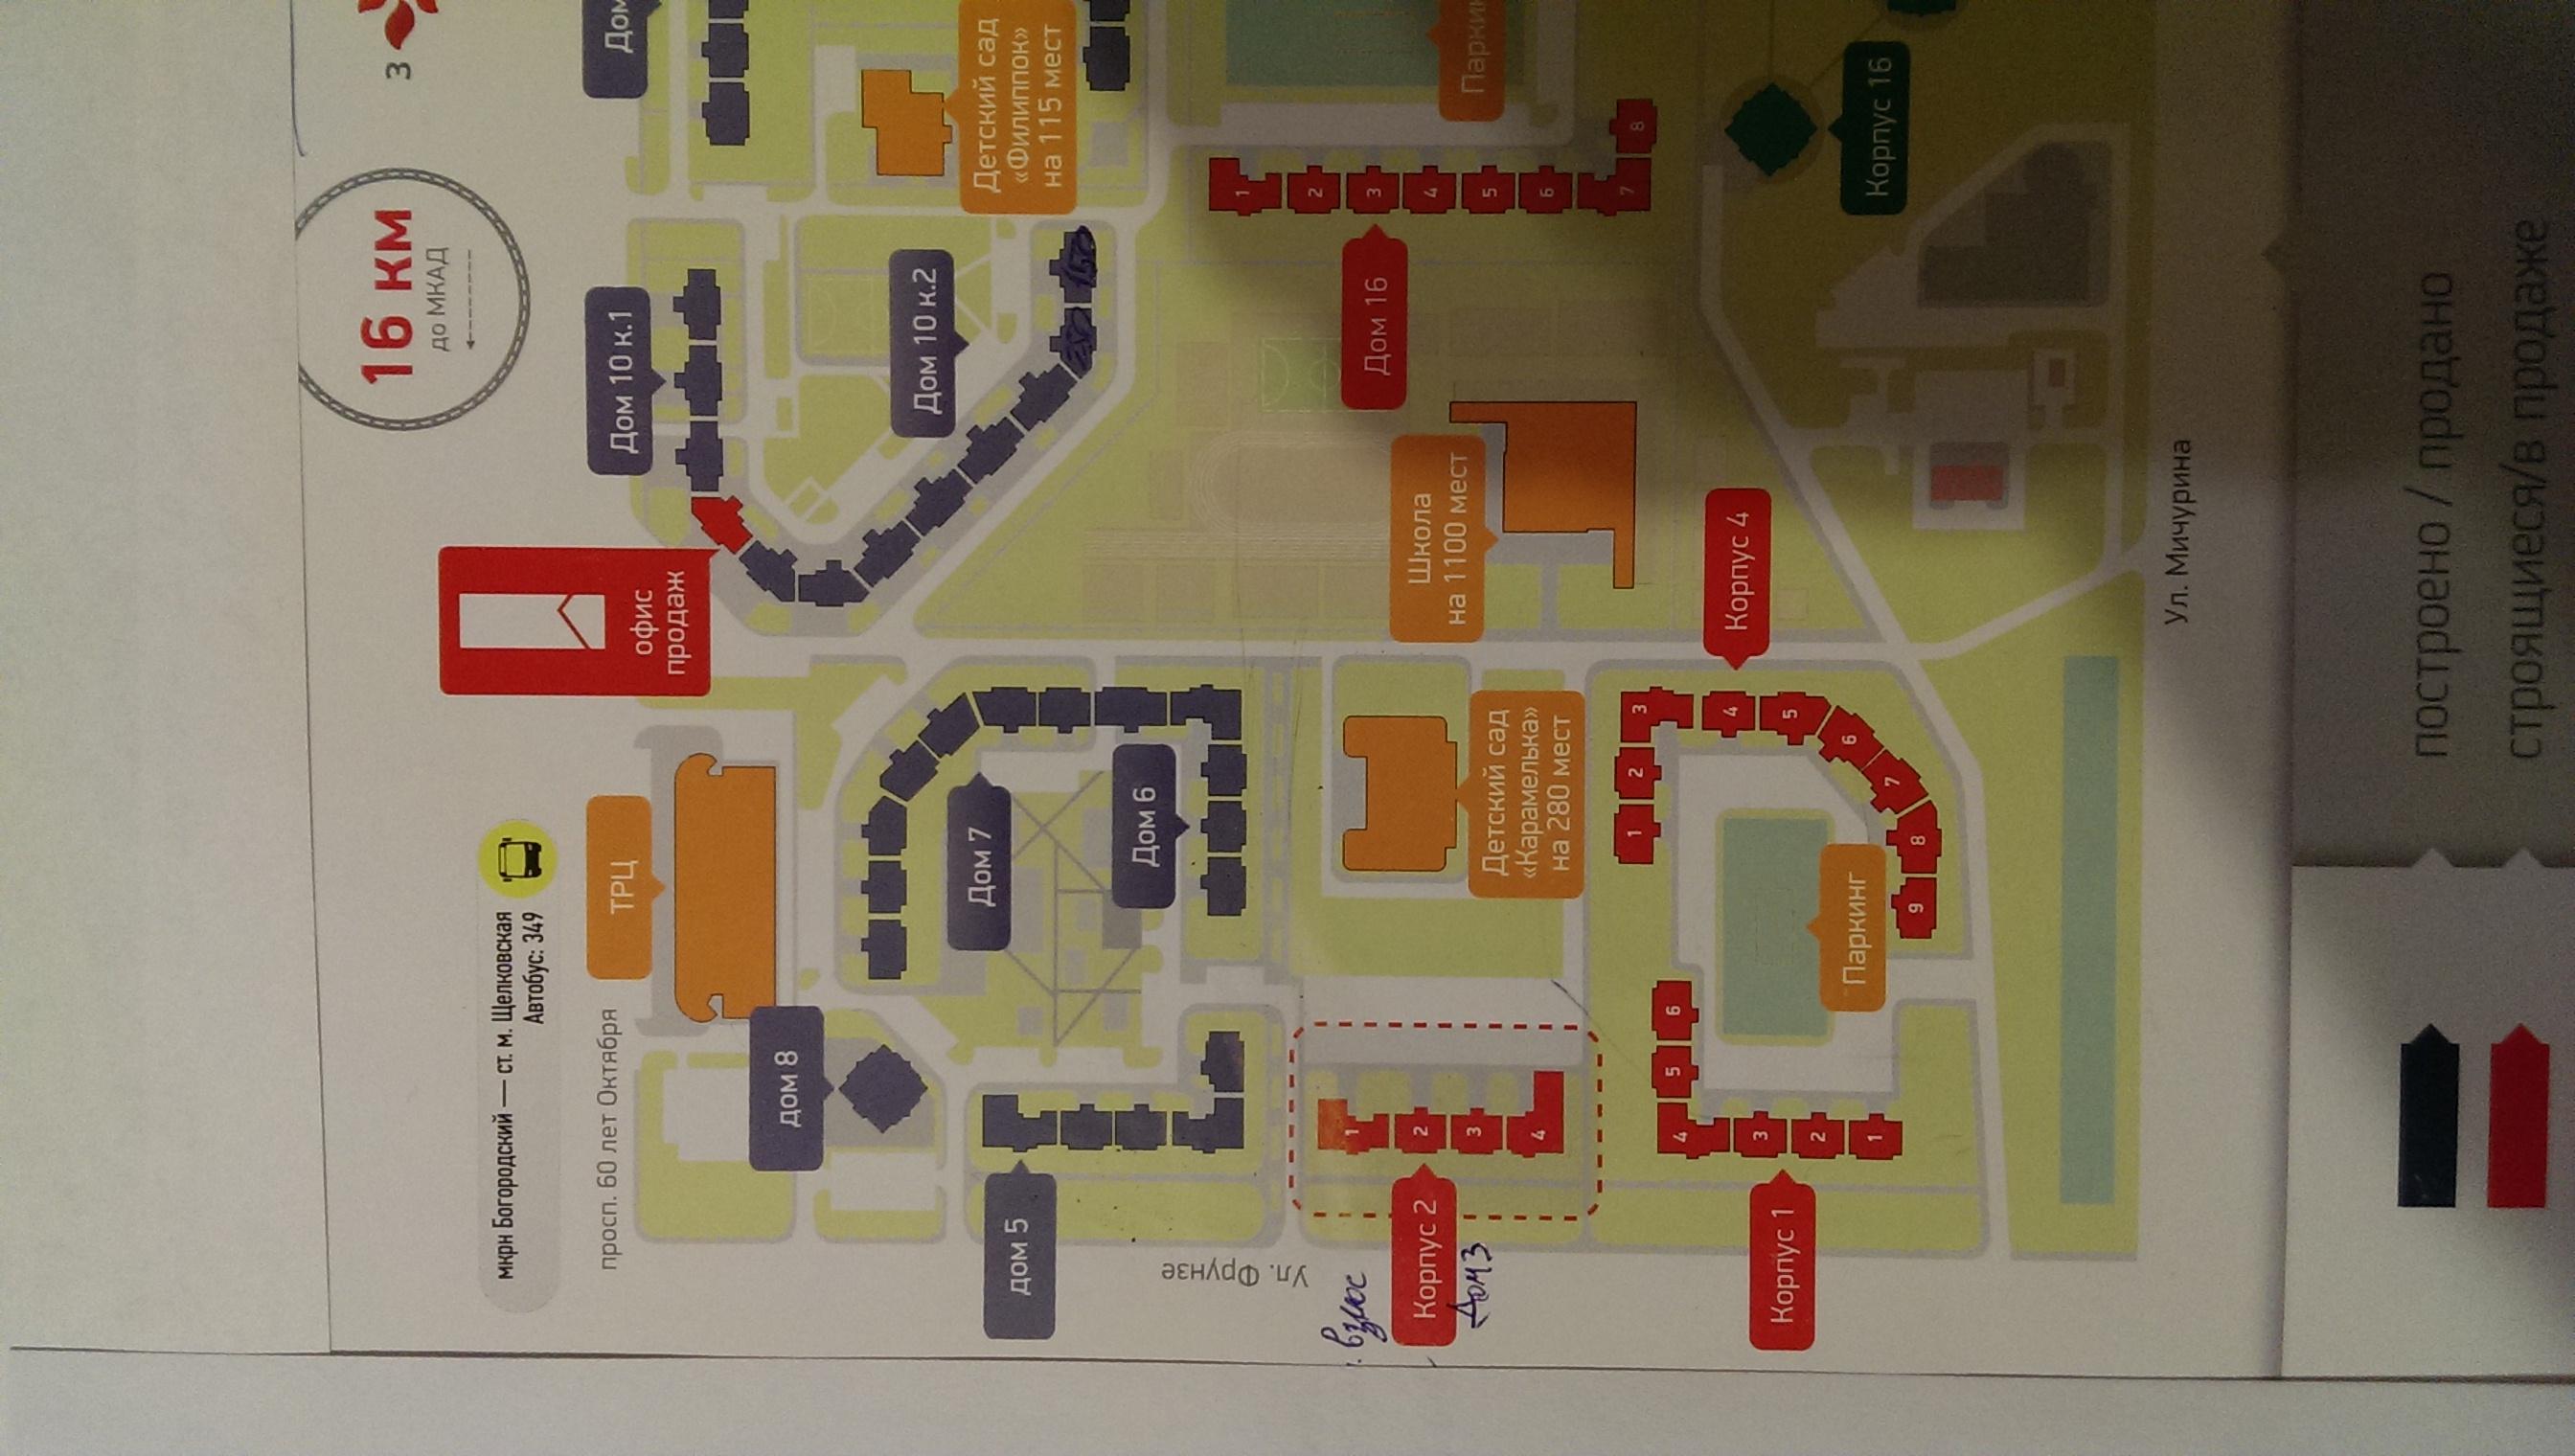 З
16 км
до МКАД
мкрн Богородский — ст. м. Щелковская
Автобус: 349
просп. 60 лет Октября
офис
продаж
ТРЦ
Дом 10 к.1
Дом
Дом 10 к.2
Детский сад
«Филиппок»
на 115 мест
дом 8
Дом 7
Дом 6
дом 5
Ул. Фрунзе
Дом 16
1
2
3
4
5
6
7
8
Корпус 16
Школа
на 1100 мест
Детский сад
«Карамелька»
на 280 мест
Корпус 4
1
2
3
4
5
6
7
8
9
Паркинг
взнос
Корпус 2
Дом 3
1
2
3
4
Корпус 1
1
2
3
4
5
6
Ул. Мичурина
построено / продано
строящиеся/в продаже